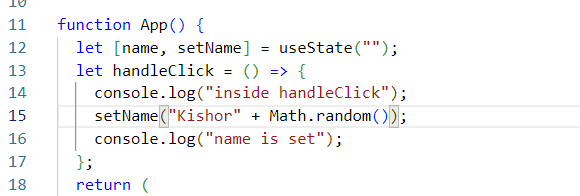 10
11 function App() {
12 let [name, setName] = useState("");
13 let handleClick = () => {
14 console.log("inside handleClick");
15 setName("Kishor" + Math.random());
16 console.log("name is set");
17 };
18 return (